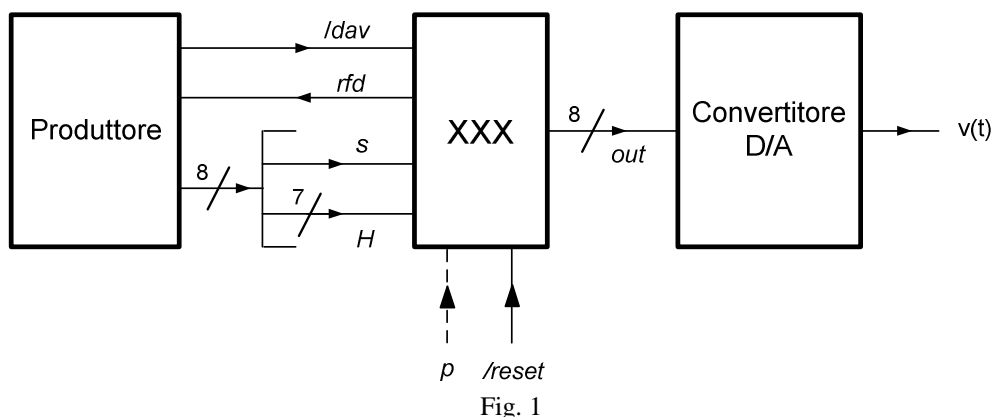 /dav
rfd
Produttore
XXX
Convertitore
D/A
v(t)
8
out
s
8
7
H
p
/reset
Fig. 1